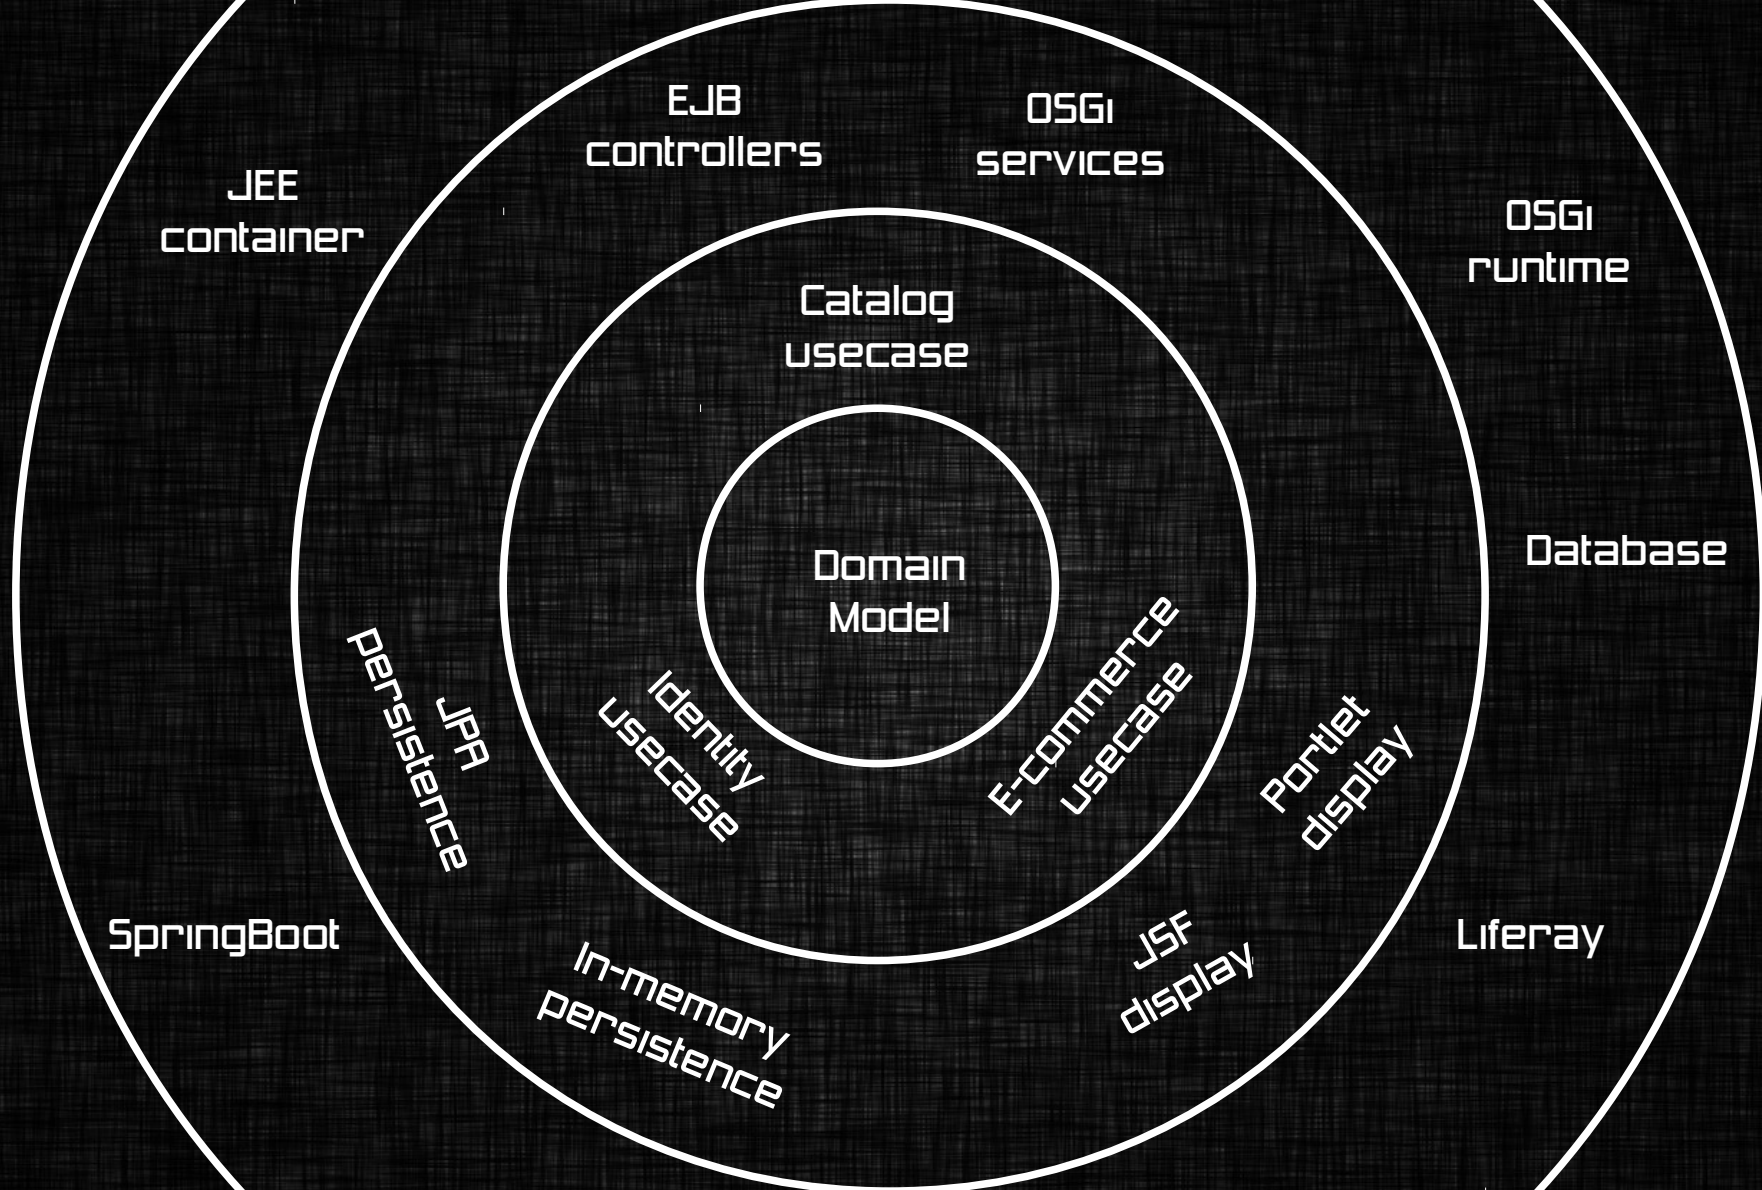 EJB
controllers
OSGi
services
JEE
container
OSGi
runtime
Catalog
usecase
Domain
Model
Database
JPA
persistence
Identity
usecase
E-commerce
usecase
Portlet
display
SpringBoot
In-memory
persistence
JSF
display
Liferay